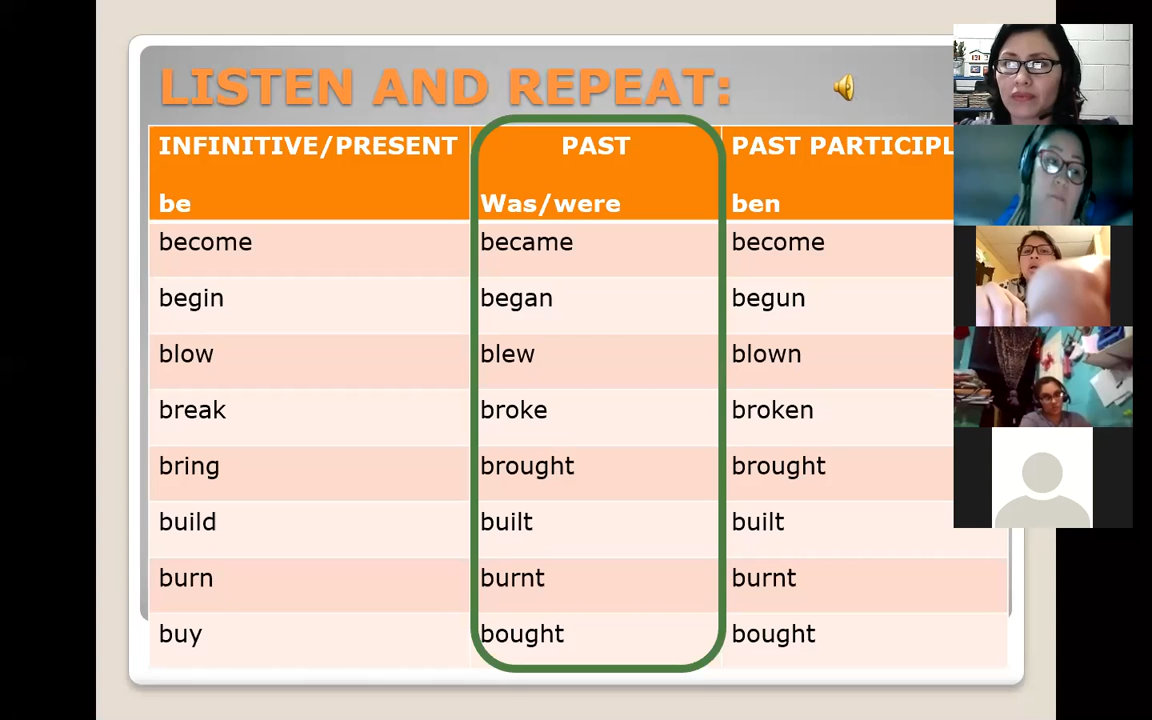 LISTEN AND REPEAT:
INFINITIVE/PRESENT PAST PAST PARTICIPL
be Was/were ben
become became become
begin began begun
blow blew blown
break broke broken
bring brought brought
build built built
burn burnt burnt
buy bought bought